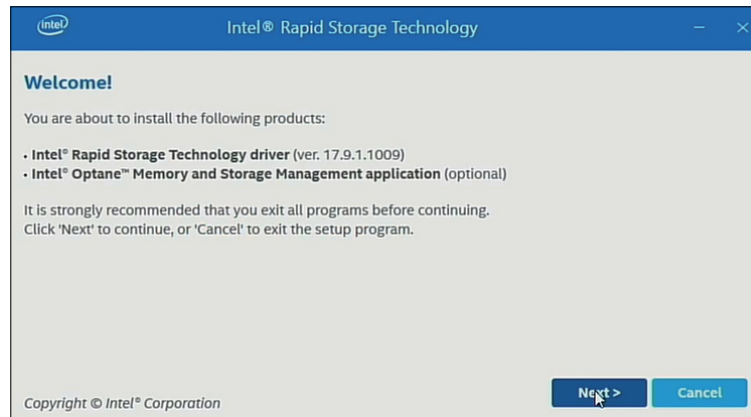 intel
Intel® Rapid Storage Technology
Welcome!
You are about to install the following products:
• Intel® Rapid Storage Technology driver (ver. 17.9.1.1009)
• Intel® Optane™ Memory and Storage Management application (optional)
It is strongly recommended that you exit all programs before continuing.
Click 'Next' to continue, or 'Cancel' to exit the setup program.
Next >
Cancel
Copyright © Intel® Corporation